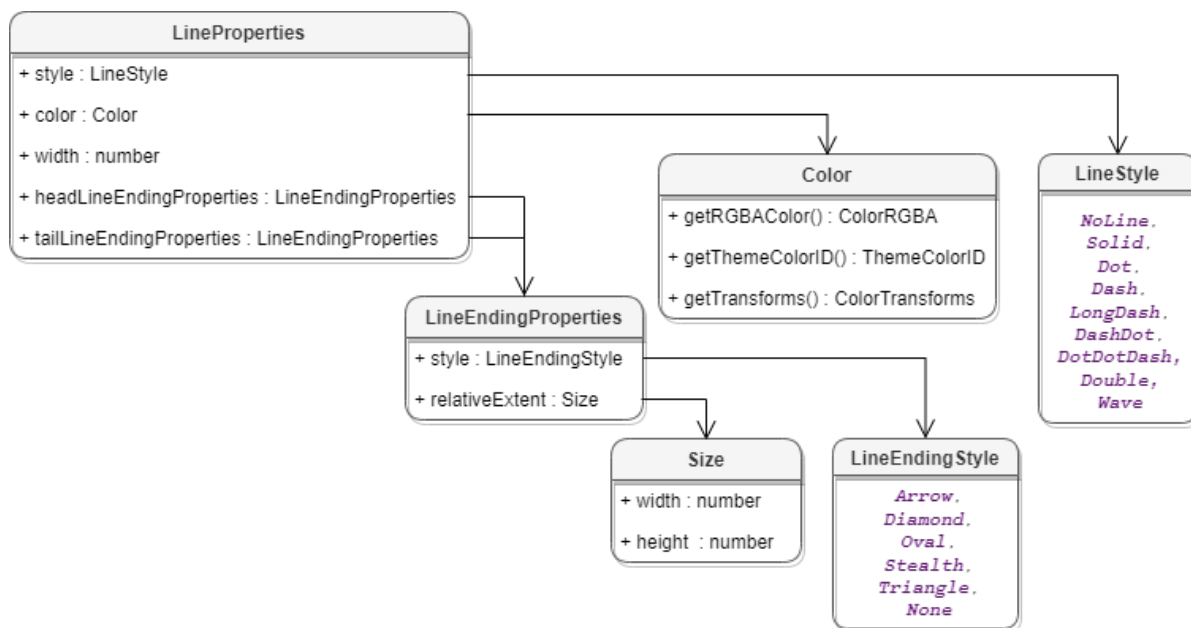 LineProperties
+ style : LineStyle
+ color : Color
+ width : number
+ headLineEndingProperties : LineEndingProperties
+ tailLineEndingProperties : LineEndingProperties
Color
+ getRGBAColor() : ColorRGBA
+ getThemeColorID() : ThemeColorID
+ getTransforms() : ColorTransforms
LineStyle
NoLine,
Solid,
Dot,
Dash,
LongDash,
DashDot,
DotDotDash,
Double,
Wave
LineEndingProperties
+ style : LineEndingStyle
+ relativeExtent : Size
Size
+ width : number
+ height : number
LineEndingStyle
Arrow,
Diamond,
Oval,
Stealth,
Triangle,
None